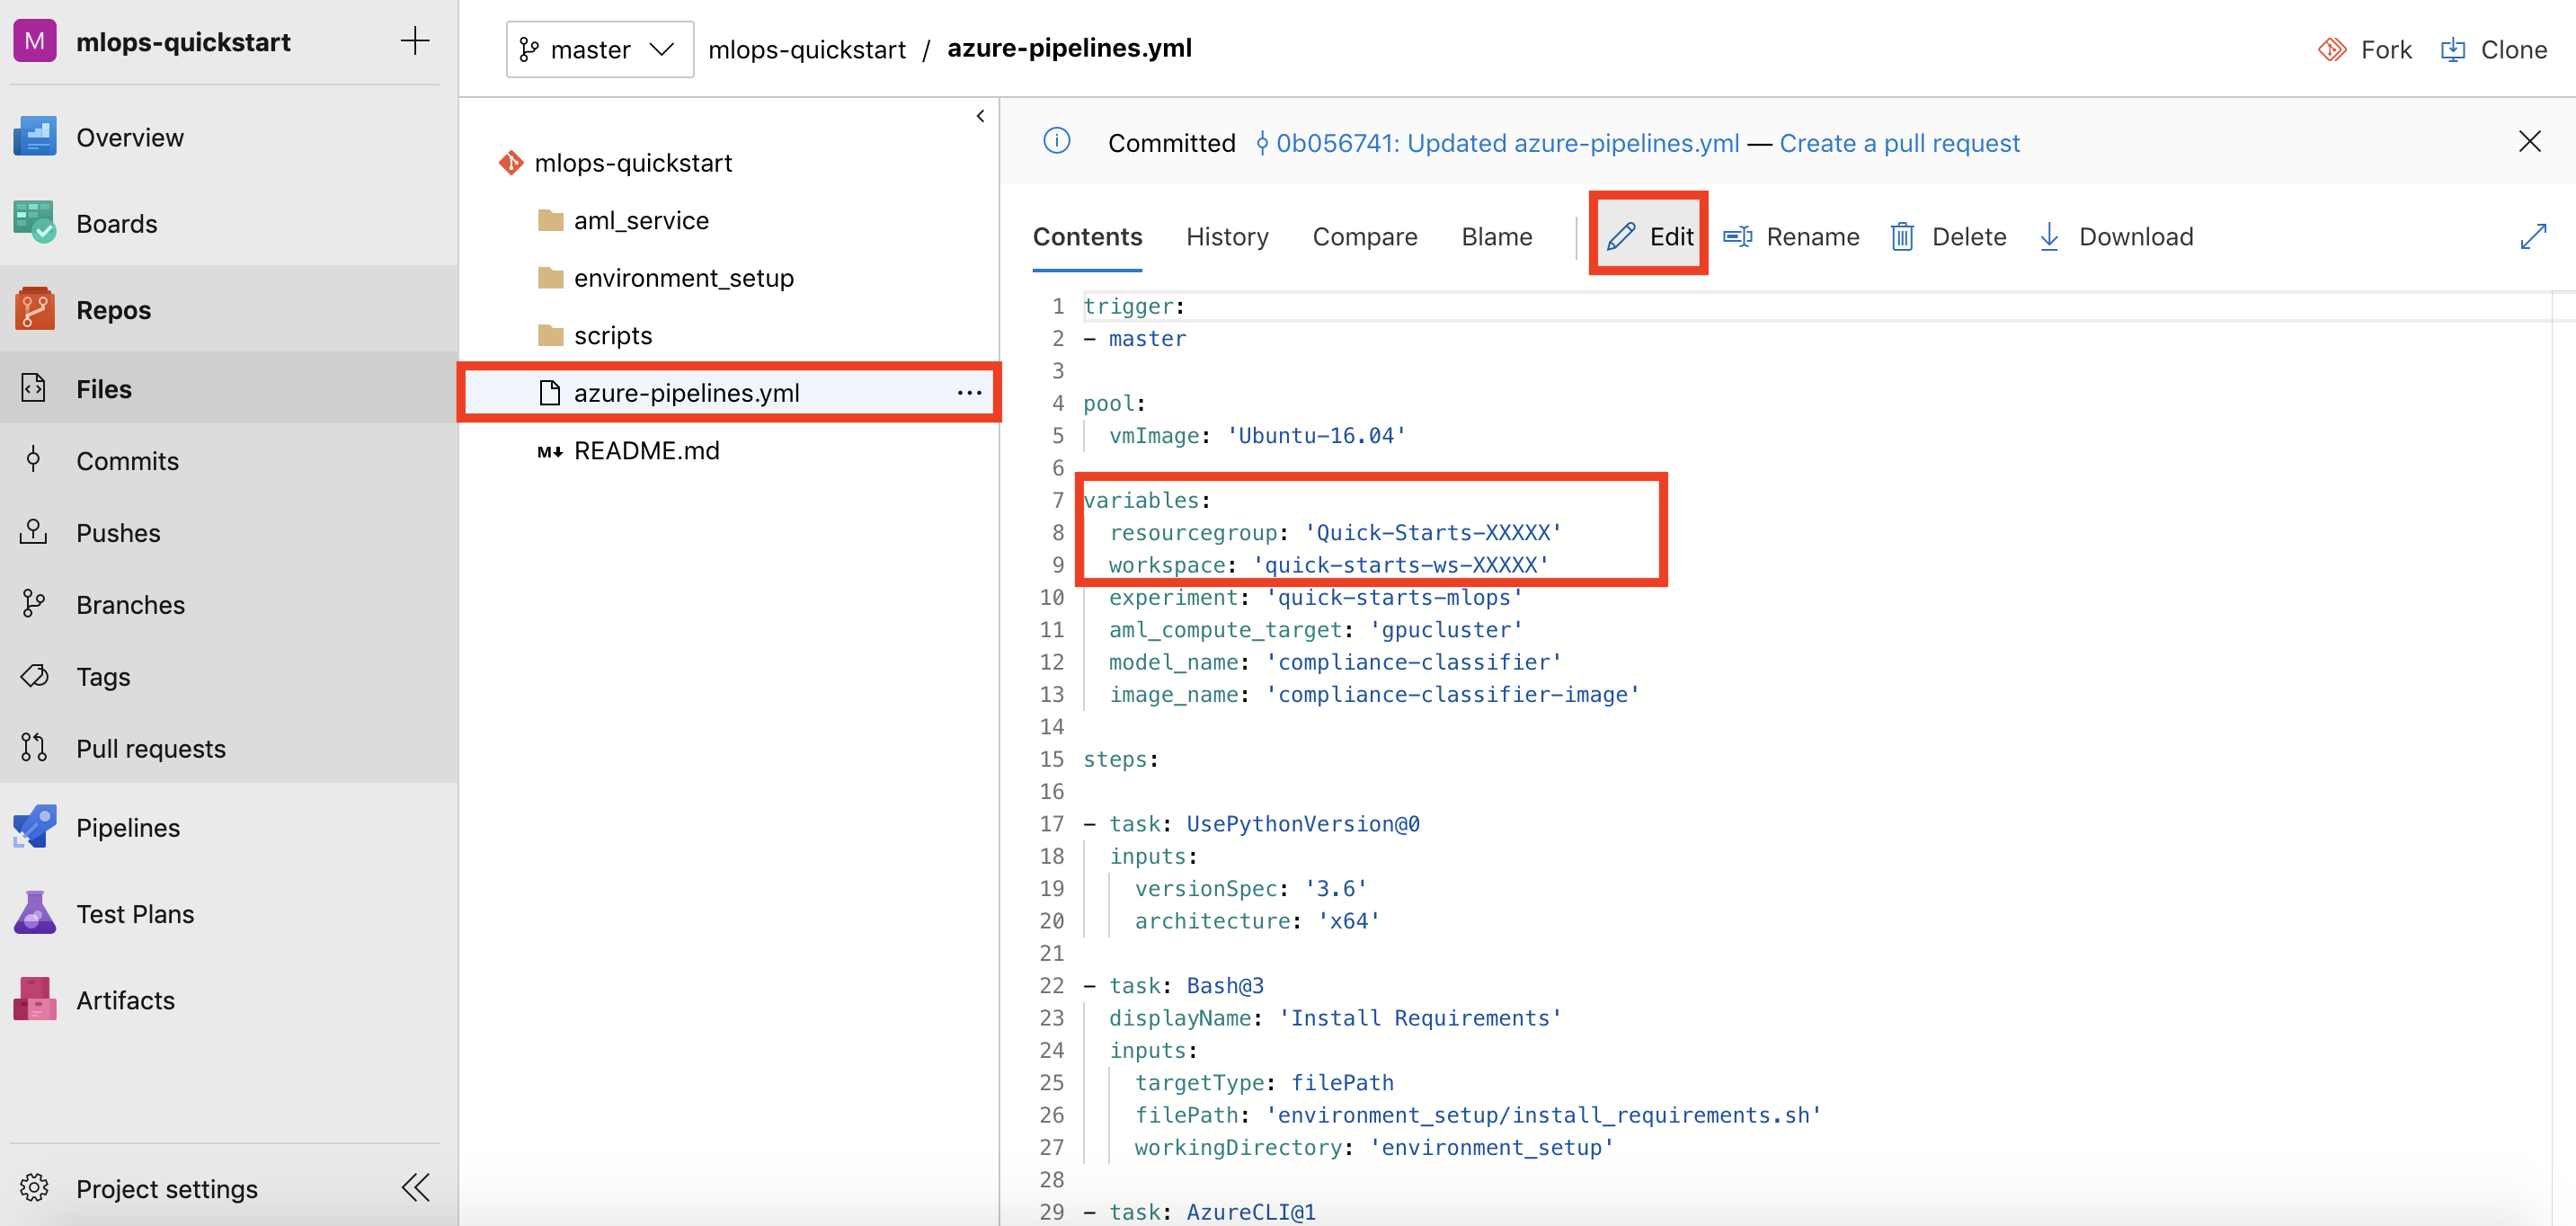 M mlops-quickstart
Overview
Boards
Repos
Files
Commits
Pushes
Branches
Tags
Pull requests
Pipelines
Test Plans
Artifacts
Project settings
master mlops-quickstart / azure-pipelines.yml
Fork Clone
mlops-quickstart
aml_service
environment_setup
scripts
azure-pipelines.yml ...
M README.md
Committed 0b056741: Updated azure-pipelines.yml — Create a pull request
Contents History Compare Blame Edit Rename Delete Download
1 trigger:
2 - master
3
4 pool:
5 vmImage: 'Ubuntu-16.04'
6
7 variables:
8 resourcegroup: 'Quick-Starts-XXXXX'
9 workspace: 'quick-starts-ws-XXXXX'
10 experiment: 'quick-starts-mlops'
11 aml_compute_target: 'gpucluster'
12 model_name: 'compliance-classifier'
13 image_name: 'compliance-classifier-image'
14
15 steps:
16
17 - task: UsePythonVersion@0
18 inputs:
19 versionSpec: '3.6'
20 architecture: 'x64'
21
22 - task: Bash@3
23 displayName: 'Install Requirements'
24 inputs:
25 targetType: filePath
26 filePath: 'environment_setup/install_requirements.sh'
27 workingDirectory: 'environment_setup'
28
29 - task: AzureCLI@1